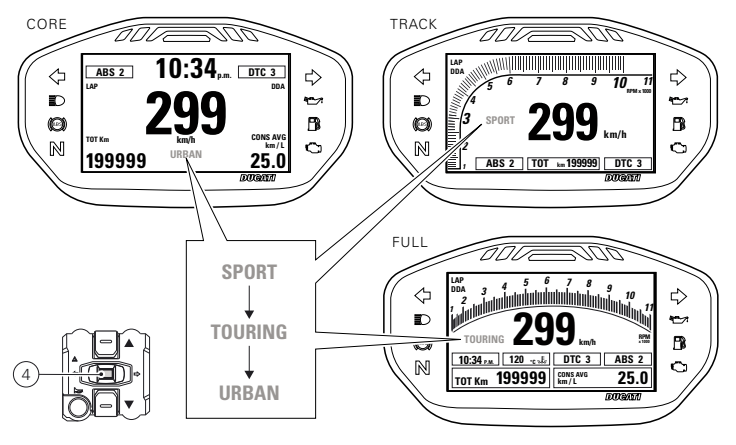 CORE
ABS 2 10:34 p.m. DTC 3
LAP DDA
299
km/h
TOT Km CONS AVG
km / L
URBAN
199999 25.0
DUCATI
ABS
N
TRACK
LAP
DDA
1 2 3 4 5 6 7 8 9 10 11
RPM x 1000
SPORT 299 km/h
ABS 2 TOT km 199999 DTC 3
DUCATI
ABS
N
FULL
LAP
DDA
1 2 3 4 5 6 7 8 9 10 11
TOURING 299 km/h
RPM
x 1000
10:34 P.M. 120 °C DTC 3 ABS 2
TOT Km 199999 CONS AVG
km / L 25.0
DUCATI
N
SPORT
TOURING
URBAN
4